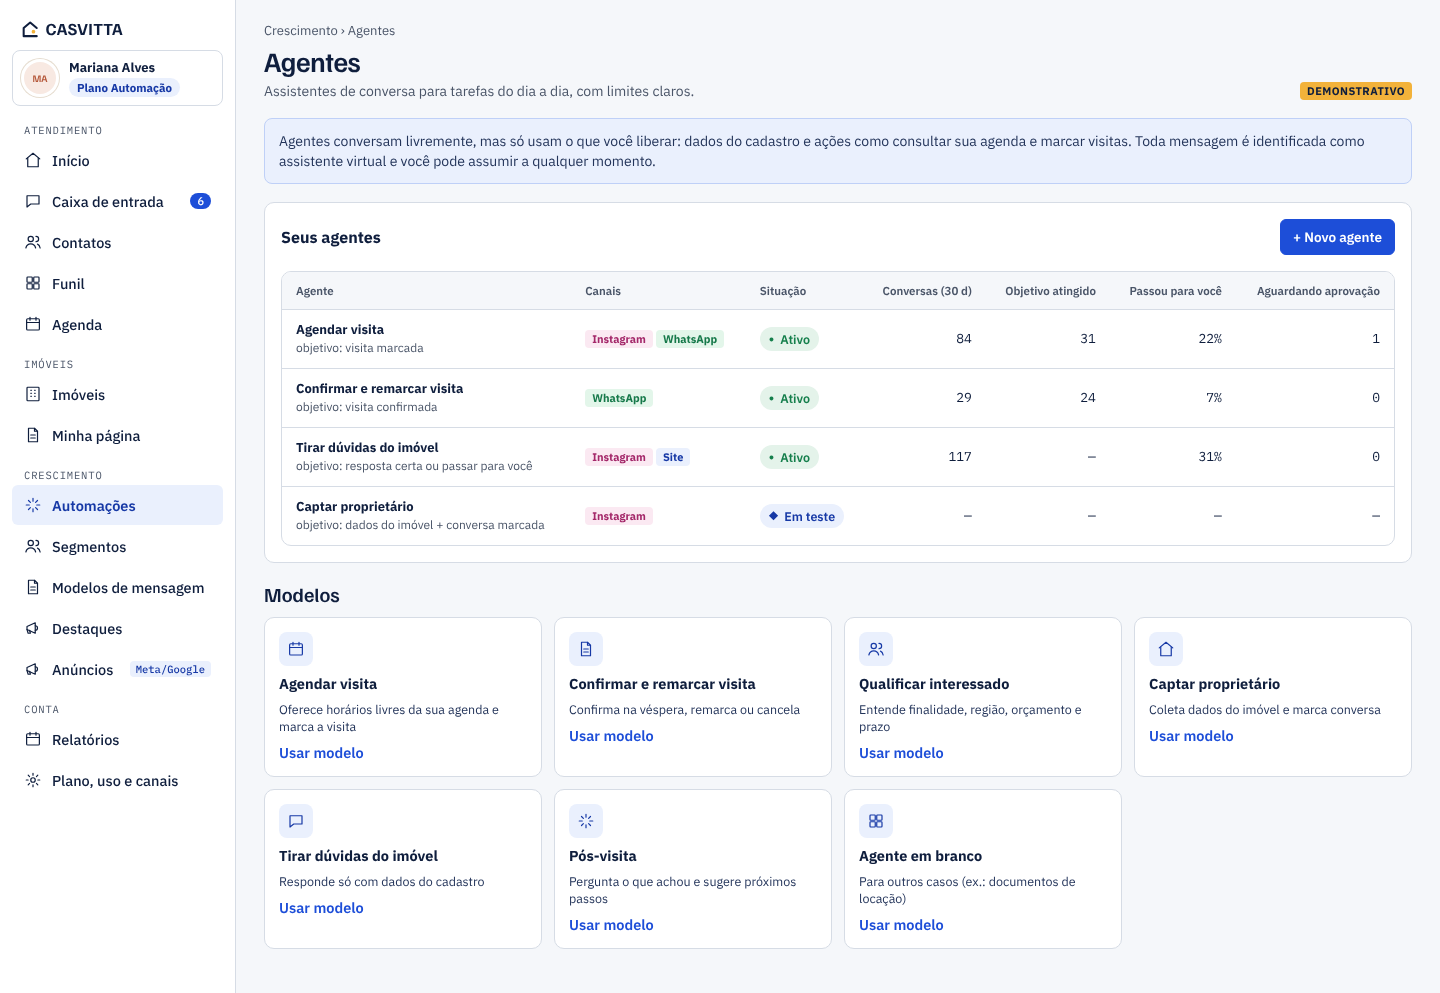 CASVITTA
MA
Mariana Alves
Plano Automação
ATENDIMENTO
Início
Caixa de entrada 6
Contatos
Funil
Agenda
IMÓVEIS
Imóveis
Minha página
CRESCIMENTO
Automações
Segmentos
Modelos de mensagem
Destaques
Anúncios Meta/Google
CONTA
Relatórios
Plano, uso e canais
Crescimento › Agentes
Agentes
Assistentes de conversa para tarefas do dia a dia, com limites claros.
DEMONSTRATIVO
Agentes conversam livremente, mas só usam o que você liberar: dados do cadastro e ações como consultar sua agenda e marcar visitas. Toda mensagem é identificada como
assistente virtual e você pode assumir a qualquer momento.
Seus agentes
+ Novo agente
Agente Canais Situação Conversas (30 d) Objetivo atingido Passou para você Aguardando aprovação
Agendar visita
objetivo: visita marcada
Instagram WhatsApp • Ativo 84 31 22% 1
Confirmar e remarcar visita
objetivo: visita confirmada
WhatsApp • Ativo 29 24 7% 0
Tirar dúvidas do imóvel
objetivo: resposta certa ou passar para você
Instagram Site • Ativo 117 — 31% 0
Captar proprietário
objetivo: dados do imóvel + conversa marcada
Instagram ◆ Em teste — — — —
Modelos
Agendar visita
Oferece horários livres da sua agenda e
marca a visita
Usar modelo
Confirmar e remarcar visita
Confirma na véspera, remarca ou cancela
Usar modelo
Qualificar interessado
Entende finalidade, região, orçamento e
prazo
Usar modelo
Captar proprietário
Coleta dados do imóvel e marca conversa
Usar modelo
Tirar dúvidas do imóvel
Responde só com dados do cadastro
Usar modelo
Pós-visita
Pergunta o que achou e sugere próximos
passos
Usar modelo
Agente em branco
Para outros casos (ex.: documentos de
locação)
Usar modelo